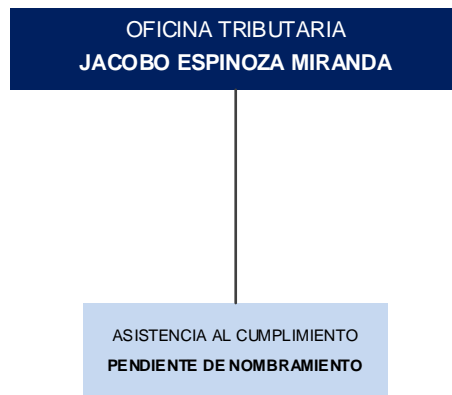 OFICINA TRIBUTARIA
JACOBO ESPINOZA MIRANDA
ASISTENCIA AL CUMPLIMIENTO
PENDIENTE DE NOMBRAMIENTO